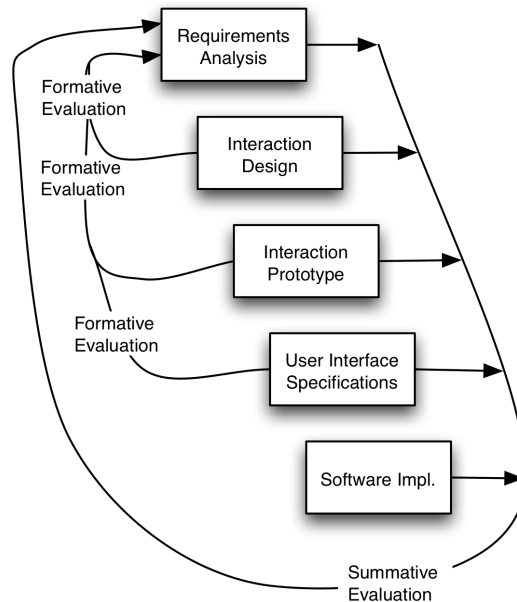 Requirements
Analysis
Formative
Evaluation
Interaction
Design
Formative
Evaluation
Interaction
Prototype
Formative
Evaluation
User Interface
Specifications
Software Impl.
Summative
Evaluation